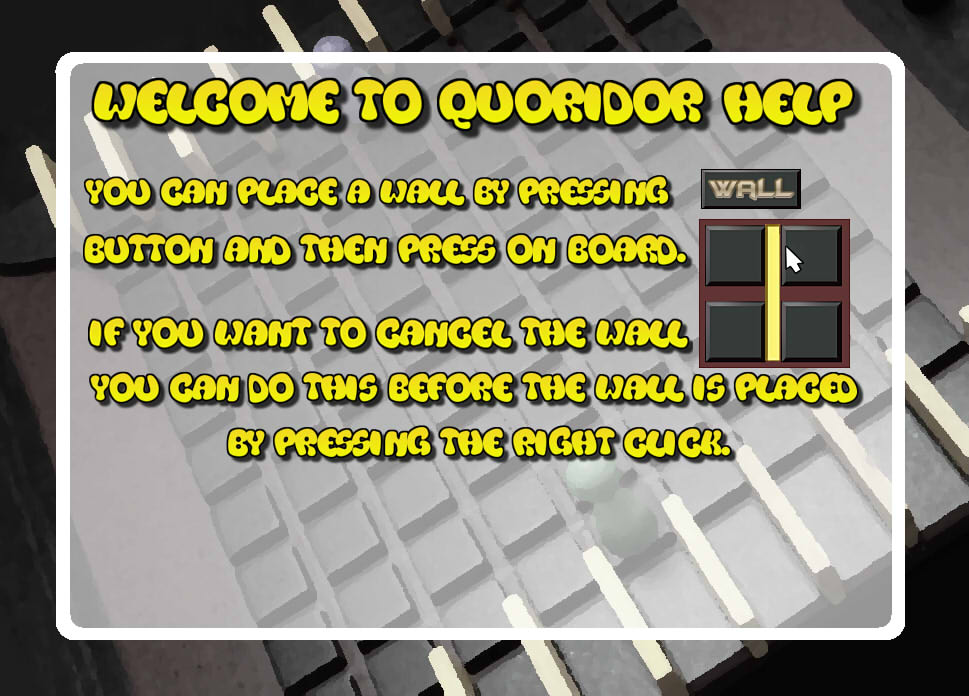 WELCOME TO QUORIDOR HELP
YOU CAN PLACE A WALL BY PRESSING
WALL
BUTTON AND THEN PRESS ON BOARD.
IF YOU WANT TO CANCEL THE WALL
YOU CAN DO THIS BEFORE THE WALL IS PLACED
BY PRESSING THE RIGHT CLICK.